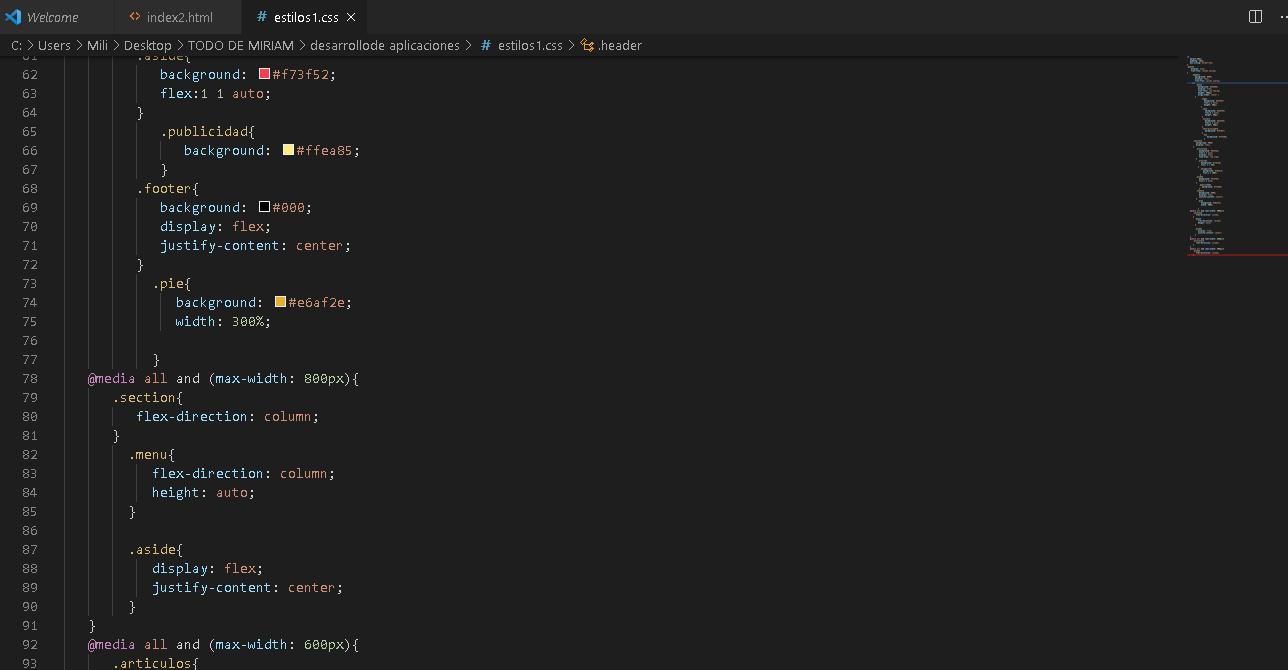 Welcome index2.html estilos1.css
C: > Users > Mili > Desktop > TODO DE MIRIAM > desarrollode aplicaciones > # estilos1.css > .header
61 .aside{
62 background: #f73f52;
63 flex:1 1 auto;
64 }
65 .publicidad{
66 background: #ffea85;
67 }
68 .footer{
69 background: #000;
70 display: flex;
71 justify-content: center;
72 }
73 .pie{
74 background: #e6af2e;
75 width: 300%;
76
77 }
78 @media all and (max-width: 800px){
79 .section{
80 flex-direction: column;
81 }
82 .menu{
83 flex-direction: column;
84 height: auto;
85 }
86
87 .aside{
88 display: flex;
89 justify-content: center;
90 }
91 }
92 @media all and (max-width: 600px){
93 .articulos{